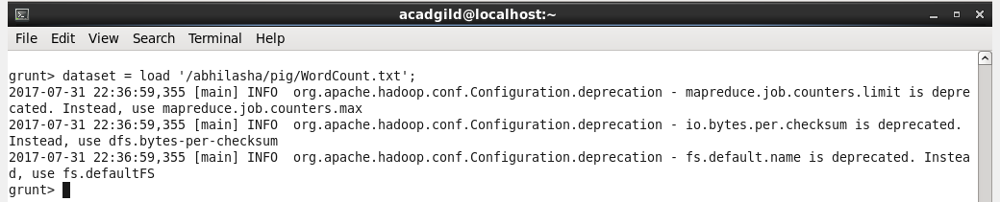 acadgild@localhost:~
File Edit View Search Terminal Help
grunt> dataset = load '/abhilasha/pig/WordCount.txt';
2017-07-31 22:36:59,355 [main] INFO  org.apache.hadoop.conf.Configuration.deprecation - mapreduce.job.counters.limit is depre
cated. Instead, use mapreduce.job.counters.max
2017-07-31 22:36:59,355 [main] INFO  org.apache.hadoop.conf.Configuration.deprecation - io.bytes.per.checksum is deprecated.
Instead, use dfs.bytes-per-checksum
2017-07-31 22:36:59,355 [main] INFO  org.apache.hadoop.conf.Configuration.deprecation - fs.default.name is deprecated. Instea
d, use fs.defaultFS
grunt>